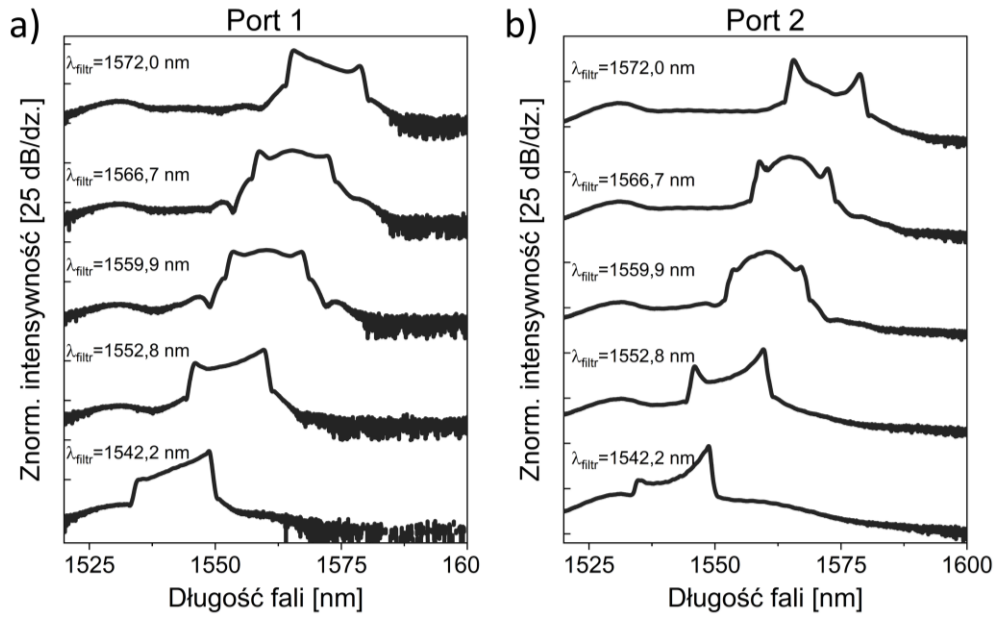 a)
Port 1
Znorm. intensywność [25 dB/dz.]
λfiltr=1572,0 nm
λfiltr=1566,7 nm
λfiltr=1559,9 nm
λfiltr=1552,8 nm
λfiltr=1542,2 nm
1525 1550 1575 160
Długość fali [nm]
b)
Port 2
Znorm. intensywność [25 dB/dz.]
λfiltr=1572,0 nm
λfiltr=1566,7 nm
λfiltr=1559,9 nm
λfiltr=1552,8 nm
λfiltr=1542,2 nm
1525 1550 1575 1600
Długość fali [nm]